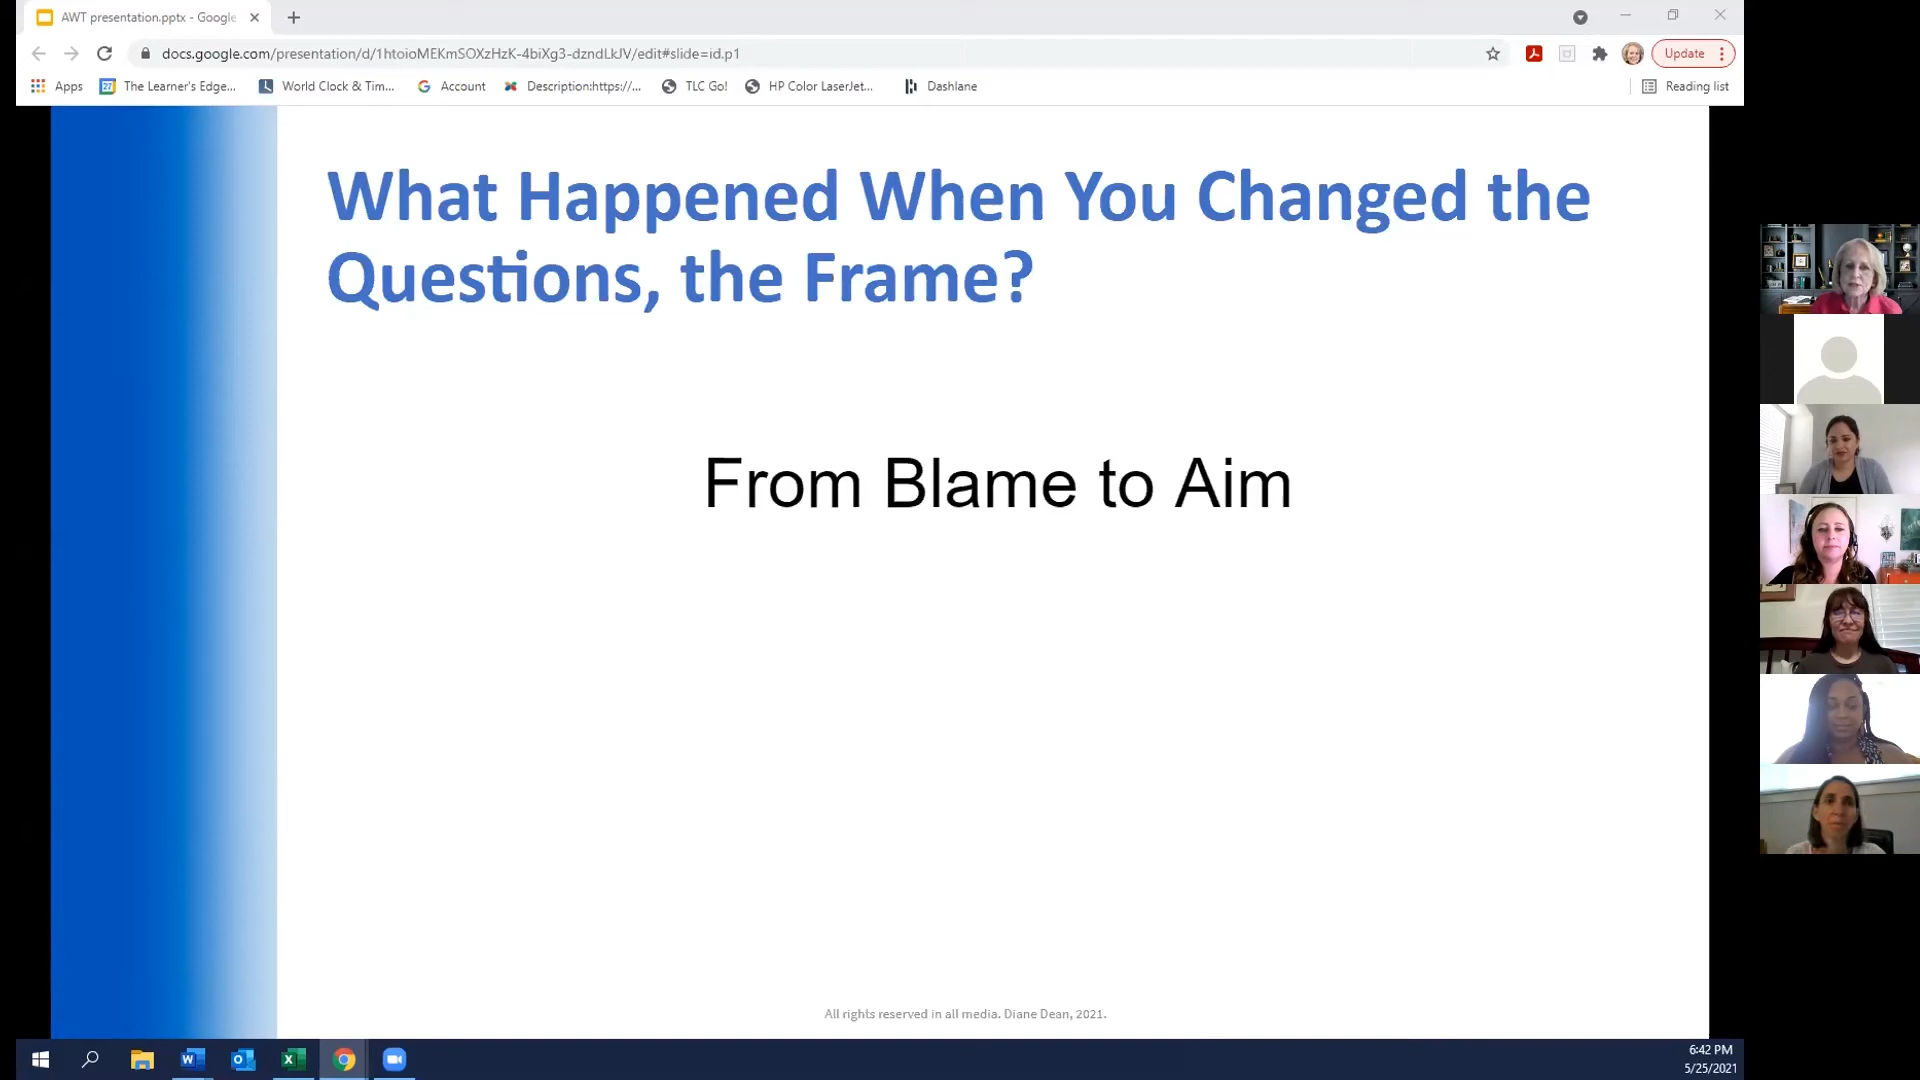 AWT presentation.pptx - Google
docs.google.com/presentation/d/1htoioMEKmSOXzHzK-4biXg3-dzndLkJV/edit#slide=id.p1
Update
Apps
27
The Learner's Edge...
World Clock & Tim...
Account
Description:https://...
TLC Go!
HP Color LaserJet...
Dashlane
Reading list
What Happened When You Changed the
Questions, the Frame?
From Blame to Aim
All rights reserved in all media. Diane Dean, 2021.
6:42 PM
5/25/2021